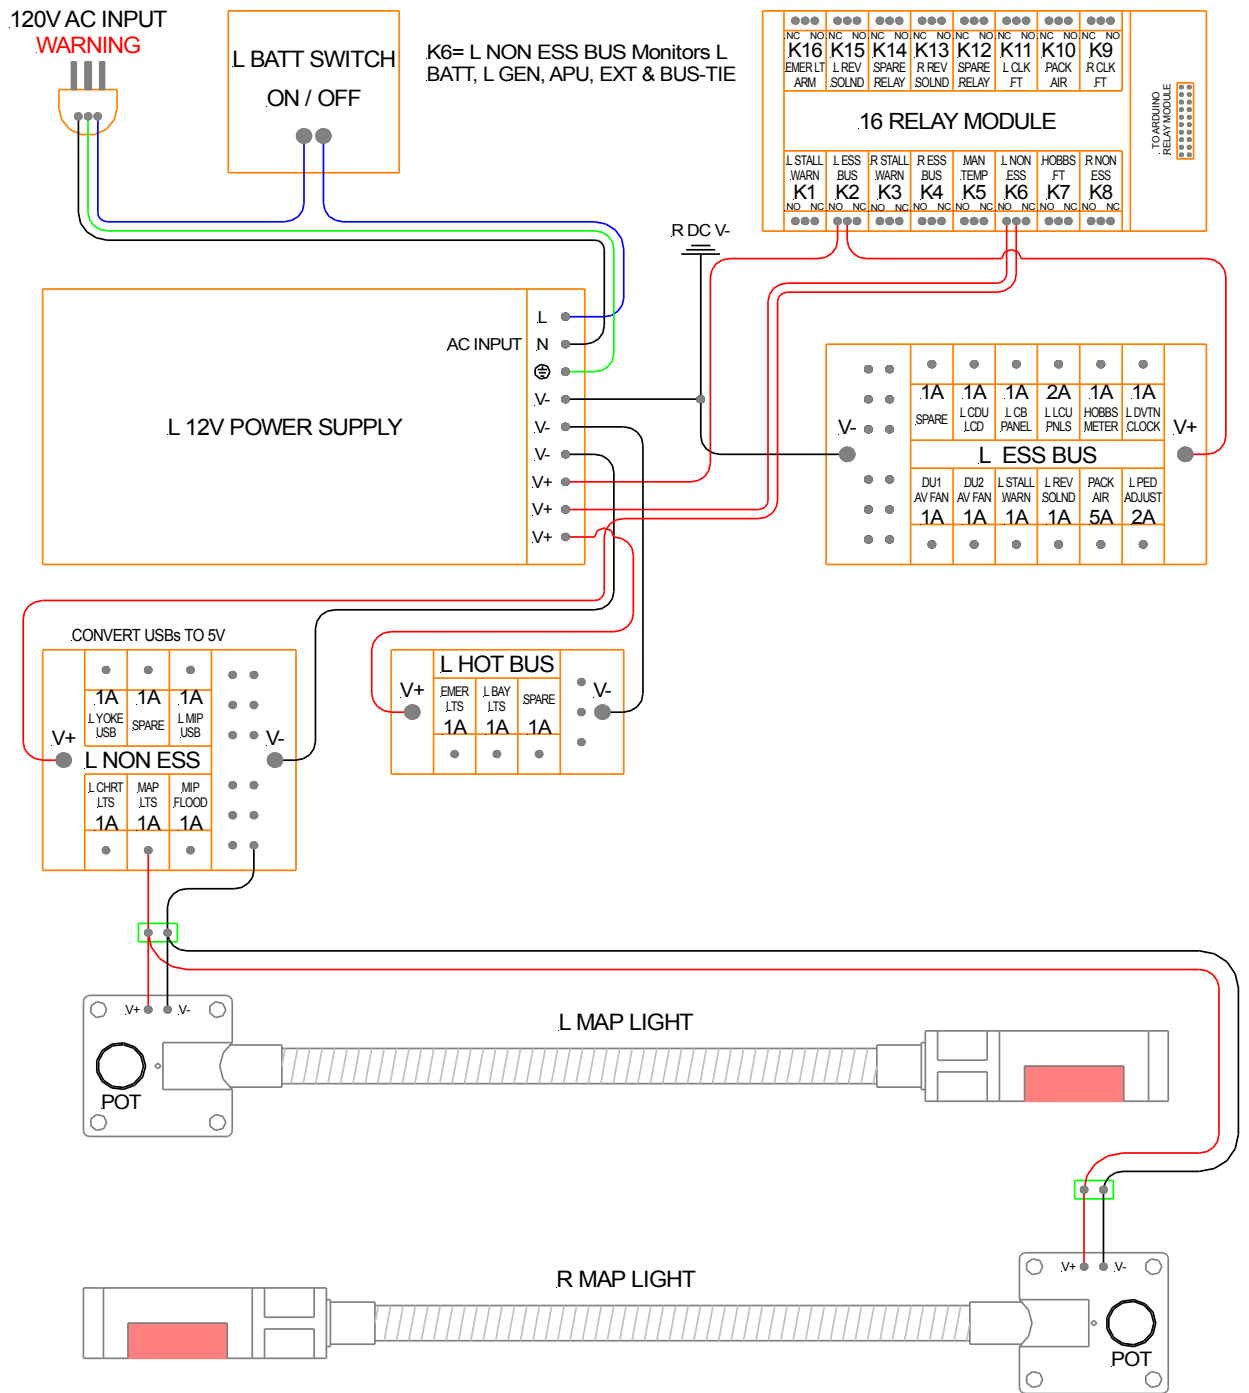 120V AC INPUT
WARNING
L BATT SWITCH
ON / OFF
K6= L NON ESS BUS Monitors L
BATT, L GEN, APU, EXT & BUS-TIE
NC NO NC NO NC NO NC NO NC NO NC NO NC NO NC NO
K16 K15 K14 K13 K12 K11 K10 K9
EMER LT L REV SPARE R REV SPARE L CLK PACK R CLK
ARM SOLND RELAY SOLND RELAY FT AIR FT
16 RELAY MODULE
TO ARDUINO
RELAY MODULE
L STALL L ESS R STALL R ESS MAN L NON HOBBS R NON
WARN BUS WARN BUS TEMP ESS FT ESS
K1 K2 K3 K4 K5 K6 K7 K8
NO NC NO NC NO NC NO NC NO NC NO NC NO NC NO NC
R DC V-
L 12V POWER SUPPLY
AC INPUT
L
N
V-
V-
V-
V+
V+
V+
1A 1A 1A 2A 1A 1A
SPARE L CDU L CB L LCU HOBBS L DVTN
LCD PANEL PNLS METER CLOCK
V- V+
L ESS BUS
DU1 DU2 L STALL L REV PACK L PED
AV FAN AV FAN WARN SOLND AIR ADJUST
1A 1A 1A 1A 5A 2A
CONVERT USBs TO 5V
1A 1A 1A
L YOKE SPARE L MIP
USB USB
V+ V-
L NON ESS
L CHRT MAP MIP
LTS LTS FLOOD
1A 1A 1A
L HOT BUS
V+ V-
EMER L BAY SPARE
LTS LTS
1A 1A 1A
V+ V-
POT
L MAP LIGHT
R MAP LIGHT
V+ V-
POT